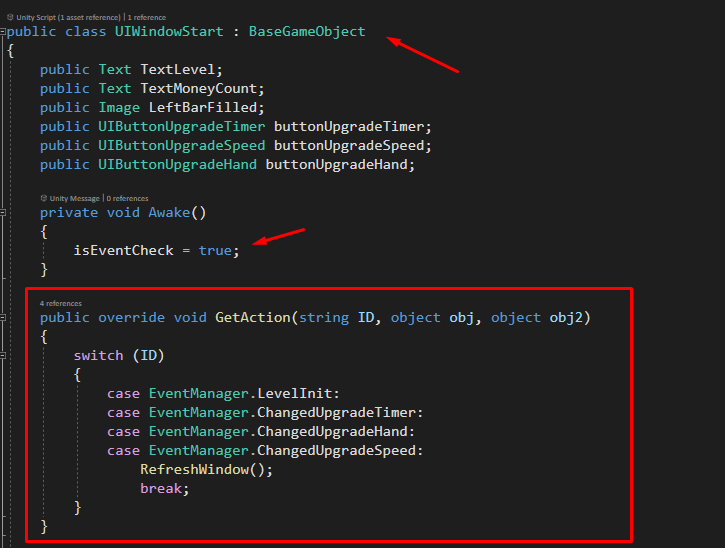 Unity Script (1 asset reference) | 1 reference
public class UIWindowStart : BaseGameObject
{
public Text TextLevel;
public Text TextMoneyCount;
public Image LeftBarFilled;
public UIButtonUpgradeTimer buttonUpgradeTimer;
public UIButtonUpgradeSpeed buttonUpgradeSpeed;
public UIButtonUpgradeHand buttonUpgradeHand;
Unity Message | 0 references
private void Awake()
{
isEventCheck = true;
}
4 references
public override void GetAction(string ID, object obj, object obj2)
{
switch (ID)
{
case EventManager.LevelInit:
case EventManager.ChangedUpgradeTimer:
case EventManager.ChangedUpgradeHand:
case EventManager.ChangedUpgradeSpeed:
RefreshWindow();
break;
}
}